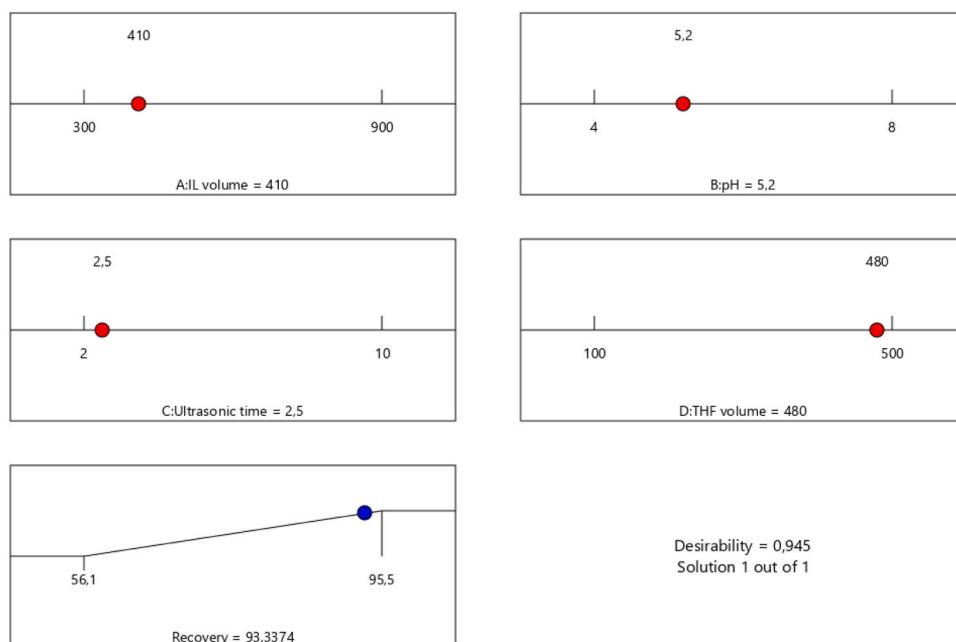 410
300
900
A:IL volume = 410
5,2
4
8
B:pH = 5,2
2,5
2
10
C:Ultrasonic time = 2,5
480
100
500
D:THF volume = 480
56,1
95,5
Recovery = 93,3374
Desirability = 0,945
Solution 1 out of 1